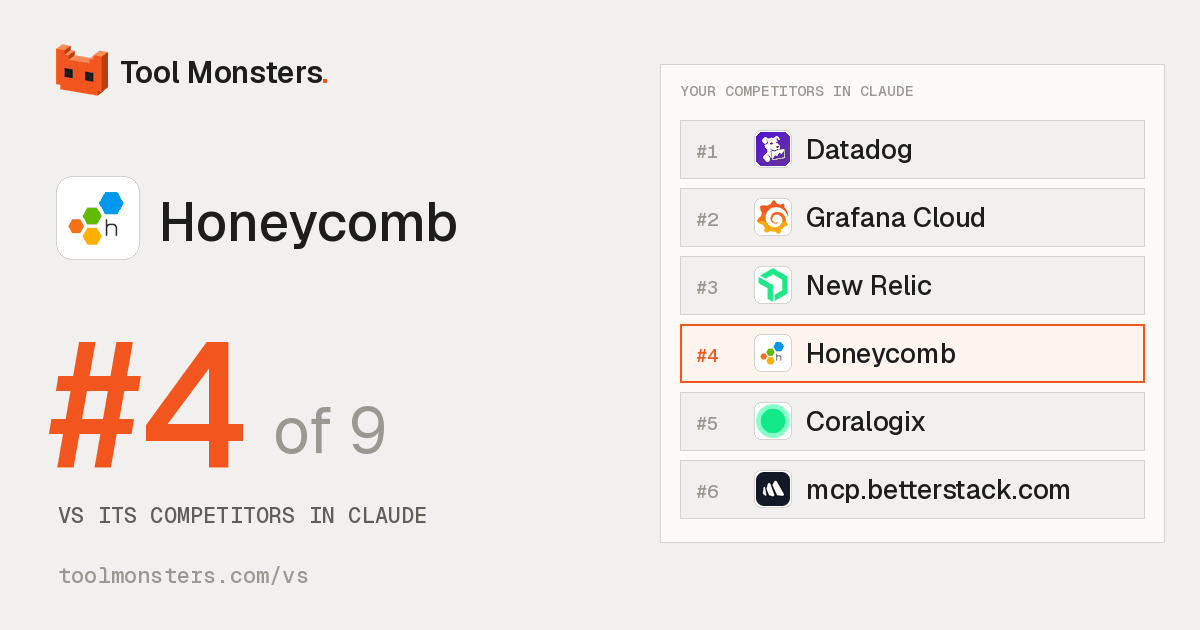 Tool Monsters.
h
Honeycomb
#4 of 9
VS ITS COMPETITORS IN CLAUDE
toolmonsters.com/vs
YOUR COMPETITORS IN CLAUDE
#1 Datadog
#2 Grafana Cloud
#3 New Relic
#4 h Honeycomb
#5 Coralogix
#6 mcp.betterstack.com